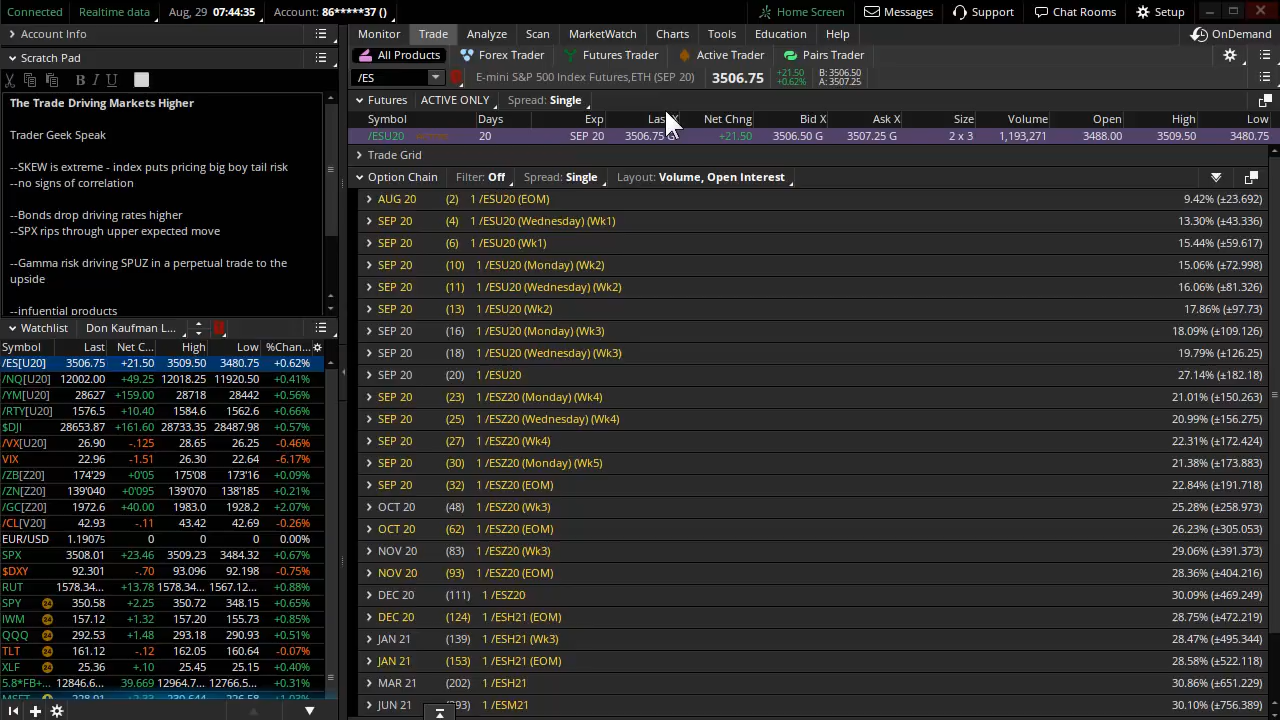 Connected Realtime data Aug, 29 07:44:35 Account: 86*****37 () Home Screen Messages Support Chat Rooms Setup
Account Info
Scratch Pad
B I U
The Trade Driving Markets Higher
Trader Geek Speak
--SKEW is extreme - index puts pricing big boy tail risk
--no signs of correlation
--Bonds drop driving rates higher
--SPX rips through upper expected move
--Gamma risk driving SPUZ in a perpetual trade to the
upside
--infuential products
Watchlist Don Kaufman L...
Symbol Last Net C... High Low %Chan...
/ES[U20] 3506.75 +21.50 3509.50 3480.75 +0.62%
/NQ[U20] 12002.00 +49.25 12018.25 11920.50 +0.41%
/YM[U20] 28627 +159.00 28718 28442 +0.56%
/RTY[U20] 1576.5 +10.40 1584.6 1562.6 +0.66%
$DJI 28653.87 +161.60 28733.35 28487.98 +0.57%
/VX[U20] 26.90 -.125 28.65 26.25 -0.46%
VIX 22.96 -1.51 26.30 22.64 -6.17%
/ZB[Z20] 174'29 +0'05 175'08 173'16 +0.09%
/ZN[Z20] 139'040 +0'095 139'070 138'185 +0.21%
/GC[Z20] 1972.6 +40.00 1983.0 1928.2 +2.07%
/CL[V20] 42.93 -.11 43.42 42.69 -0.26%
EUR/USD 1.19075 0 0 0 0.00%
SPX 3508.01 +23.46 3509.23 3484.32 +0.67%
$DXY 92.301 -.70 93.096 92.198 -0.75%
RUT 1578.34... +13.78 1578.34... 1567.12... +0.88%
SPY 24 350.58 +2.25 350.72 348.15 +0.65%
IWM 24 157.12 +1.32 157.20 155.73 +0.85%
QQQ 24 292.53 +1.48 293.18 290.93 +0.51%
TLT 24 161.12 -.12 162.05 160.64 -0.07%
XLF 24 25.36 +.10 25.45 25.15 +0.40%
5.8*FB+... 12846.6... 39.669 12964.7... 12766.5... +0.31%
Monitor Trade Analyze Scan MarketWatch Charts Tools Education Help OnDemand
All Products Forex Trader Futures Trader Active Trader Pairs Trader
/ES E-mini S&P 500 Index Futures,ETH (SEP 20) 3506.75 +21.50 +0.62% B: 3506.50 A: 3507.25
Futures ACTIVE ONLY Spread: Single
Symbol Days Exp Last X Net Chng Bid X Ask X Size Volume Open High Low
/ESU20 20 SEP 20 3506.75 G +21.50 3506.50 G 3507.25 G 2 x 3 1,193,271 3488.00 3509.50 3480.75
Trade Grid
Option Chain Filter: Off Spread: Single Layout: Volume, Open Interest
AUG 20 (2) 1 /ESU20 (EOM) 9.42% (±23.692)
SEP 20 (4) 1 /ESU20 (Wednesday) (Wk1) 13.30% (±43.336)
SEP 20 (6) 1 /ESU20 (Wk1) 15.44% (±59.617)
SEP 20 (10) 1 /ESU20 (Monday) (Wk2) 15.06% (±72.998)
SEP 20 (11) 1 /ESU20 (Wednesday) (Wk2) 16.06% (±81.326)
SEP 20 (13) 1 /ESU20 (Wk2) 17.86% (±97.73)
SEP 20 (16) 1 /ESU20 (Monday) (Wk3) 18.09% (±109.126)
SEP 20 (18) 1 /ESU20 (Wednesday) (Wk3) 19.79% (±126.25)
SEP 20 (20) 1 /ESU20 27.14% (±182.18)
SEP 20 (23) 1 /ESZ20 (Monday) (Wk4) 21.01% (±150.263)
SEP 20 (25) 1 /ESZ20 (Wednesday) (Wk4) 20.99% (±156.275)
SEP 20 (27) 1 /ESZ20 (Wk4) 22.31% (±172.424)
SEP 20 (30) 1 /ESZ20 (Monday) (Wk5) 21.38% (±173.883)
SEP 20 (32) 1 /ESZ20 (EOM) 22.84% (±191.718)
OCT 20 (48) 1 /ESZ20 (Wk3) 25.28% (±258.973)
OCT 20 (62) 1 /ESZ20 (EOM) 26.23% (±305.053)
NOV 20 (83) 1 /ESZ20 (Wk3) 29.06% (±391.373)
NOV 20 (93) 1 /ESZ20 (EOM) 28.36% (±404.216)
DEC 20 (111) 1 /ESZ20 30.09% (±469.249)
DEC 20 (124) 1 /ESH21 (EOM) 28.75% (±472.219)
JAN 21 (139) 1 /ESH21 (Wk3) 28.47% (±495.344)
JAN 21 (153) 1 /ESH21 (EOM) 28.58% (±522.118)
MAR 21 (202) 1 /ESH21 30.86% (±651.229)
JUN 21 (293) 1 /ESM21 30.10% (±756.389)